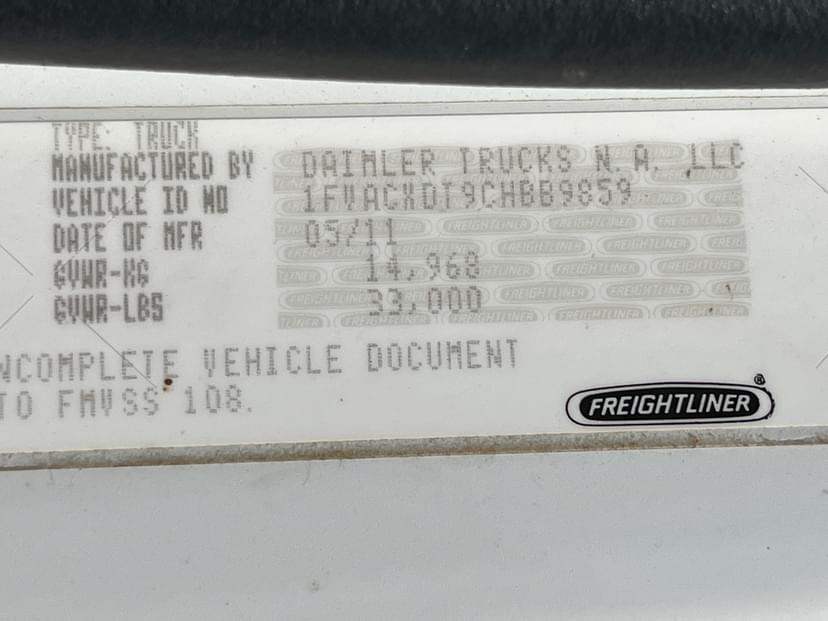 TYPE: TRUCK
MANUFACTURED BY DAIMLER TRUCKS N.A. LLC
VEHICLE ID NO 1FVACXDT9CHBB9859
DATE OF MFR 05/11
GVWR-KG 14,968
GVWR-LBS 33,000
NCOMPLETE VEHICLE DOCUMENT
TO FMVSS 108.
FREIGHTLINER®